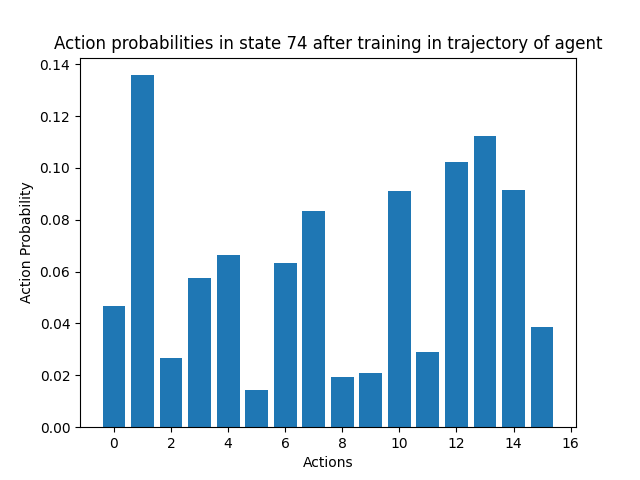 Action probabilities in state 74 after training in trajectory of agent
0.14
0.12
0.10
0.08
0.06
0.04
0.02
0.00
Action Probability
0 2 4 6 8 10 12 14 16
Actions